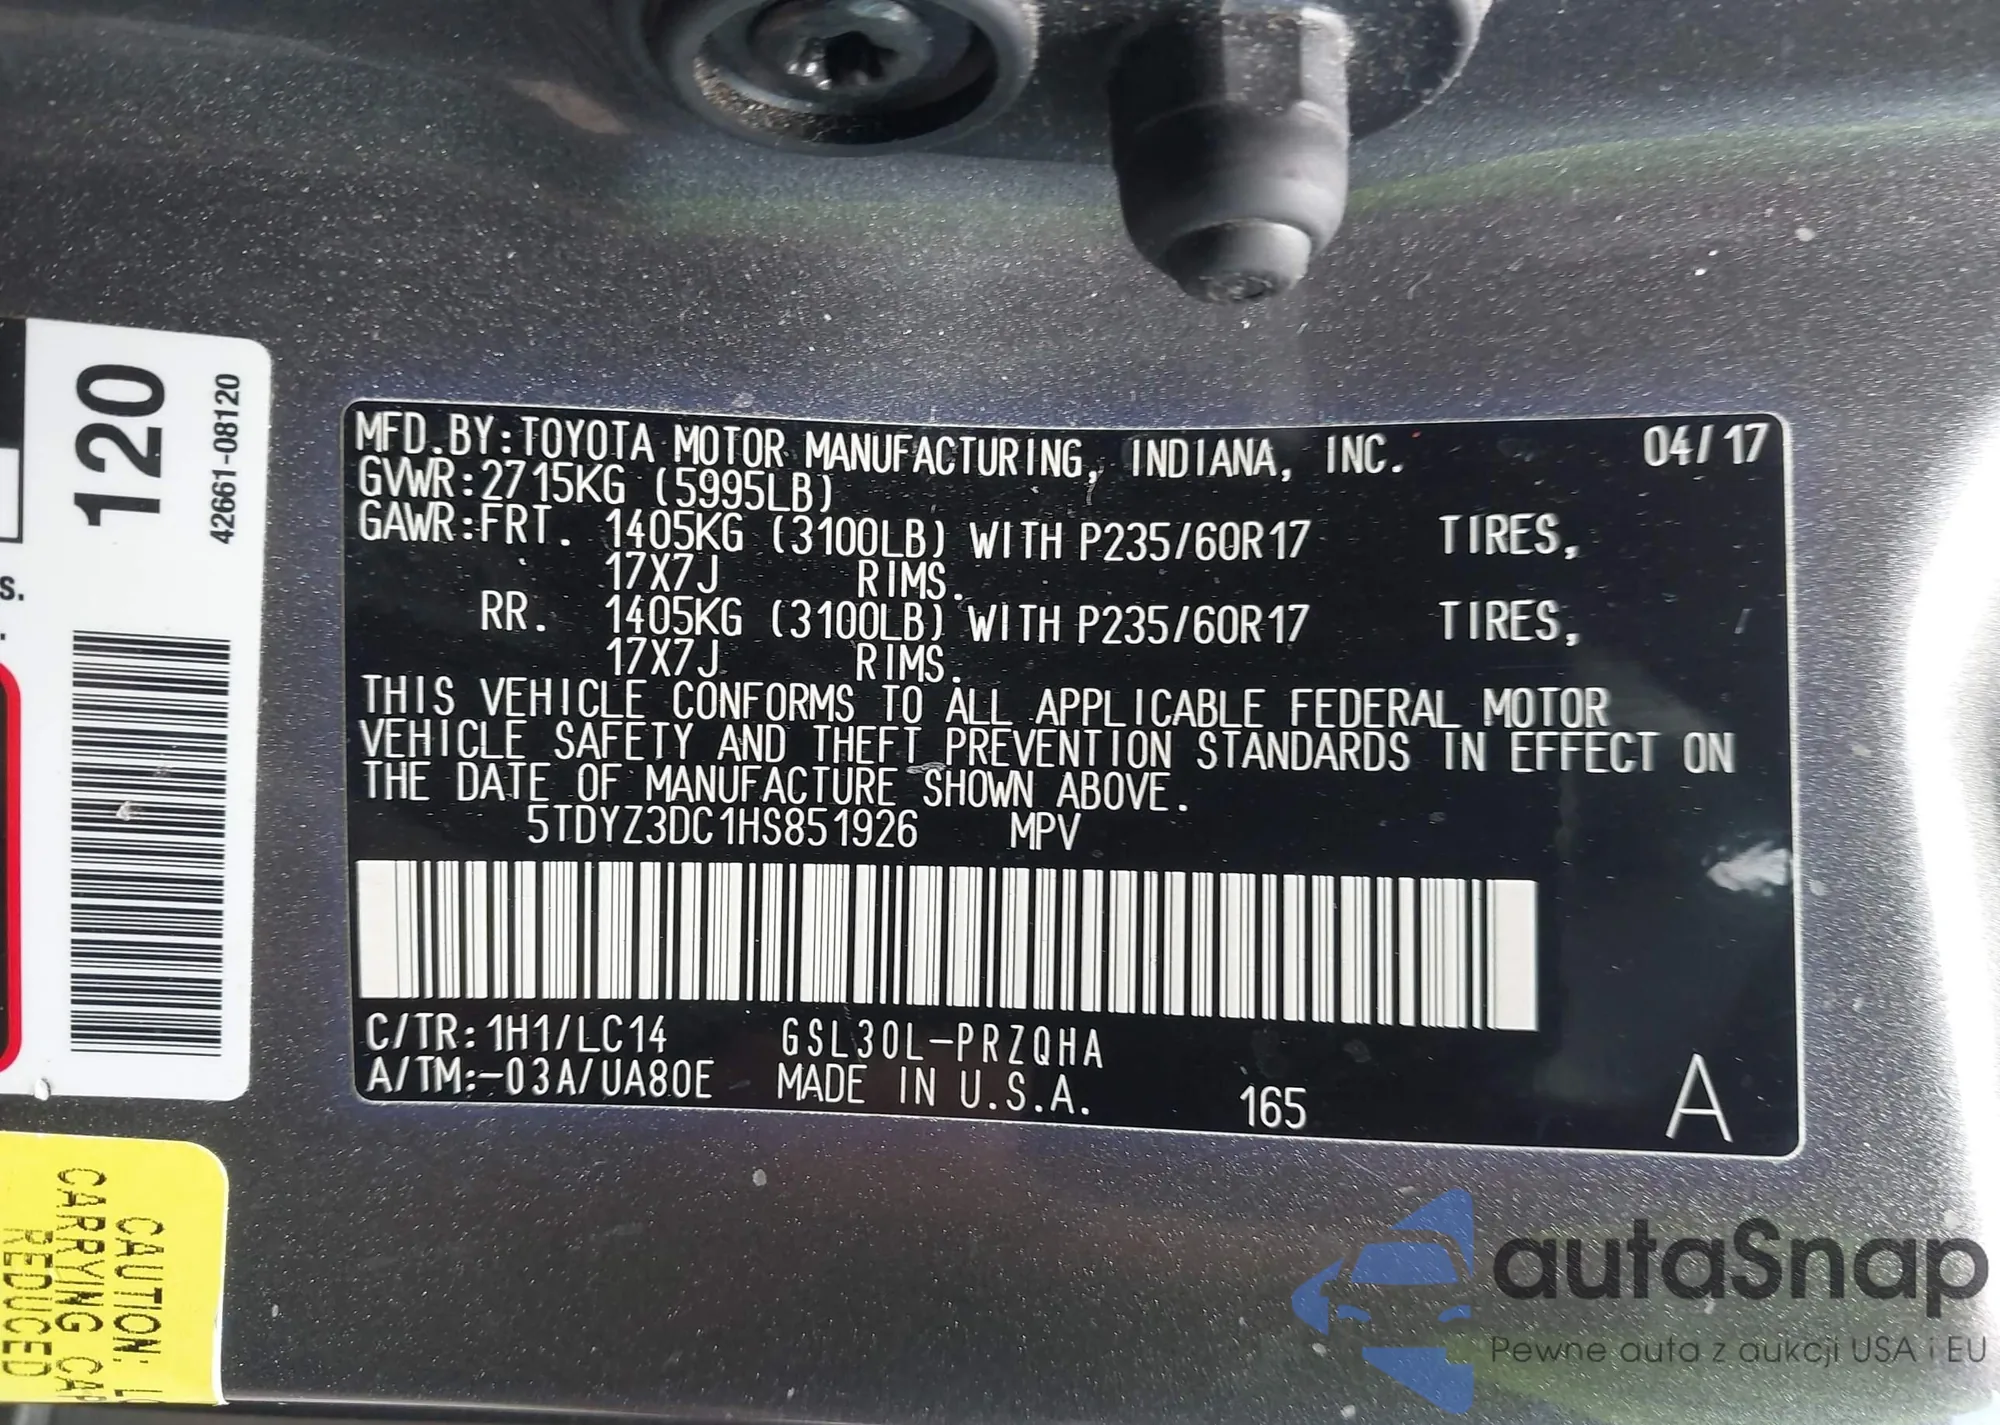 120
42661-08120
S.
MFD. BY: TOYOTA MOTOR MANUFACTURING, INDIANA, INC. 04/17
GVWR: 2715KG (5995LB)
GAWR: FRT. 1405KG (3100LB) WITH P235/60R17 TIRES,
17X7J RIMS.
RR. 1405KG (3100LB) WITH P235/60R17 TIRES,
17X7J RIMS.
THIS VEHICLE CONFORMS TO ALL APPLICABLE FEDERAL MOTOR
VEHICLE SAFETY AND THEFT PREVENTION STANDARDS IN EFFECT ON
THE DATE OF MANUFACTURE SHOWN ABOVE.
5TDYZ3DC1HS851926 MPV
C/TR: 1H1/LC14 GSL30L-PRZQHA
A/TM:-03A/UA80E MADE IN U.S.A. 165 A
CAUTION: L
CARRYING CA
REDUCED
autaSnap
Pewne auta z aukcji USA i EU